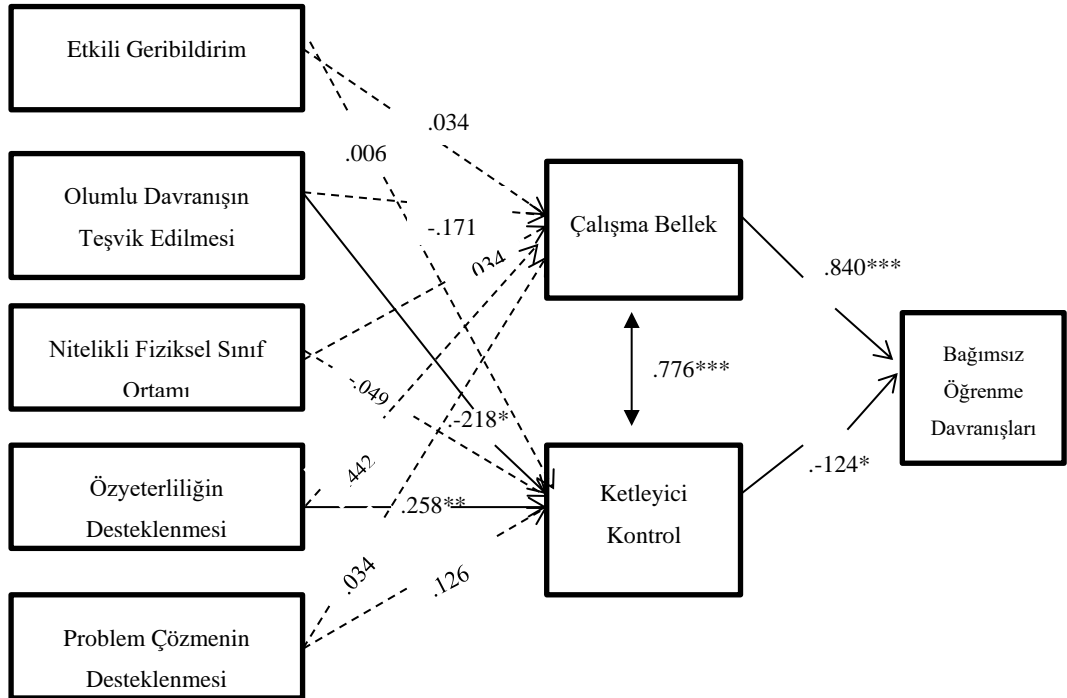 Etkili Geribildirim
.034
.006
Olumlu Davranışın
Teşvik Edilmesi
-.171
Çalışma Bellek
.034
.840***
Nitelikli Fiziksel Sınıf
Ortamı
-.049
.776***
Bağımsız
Öğrenme
Davranışları
.-218*
Özyeterliliğin
Desteklenmesi
.442
.258**
Ketleyici
Kontrol
.-124*
.034
.126
Problem Çözmenin
Desteklenmesi